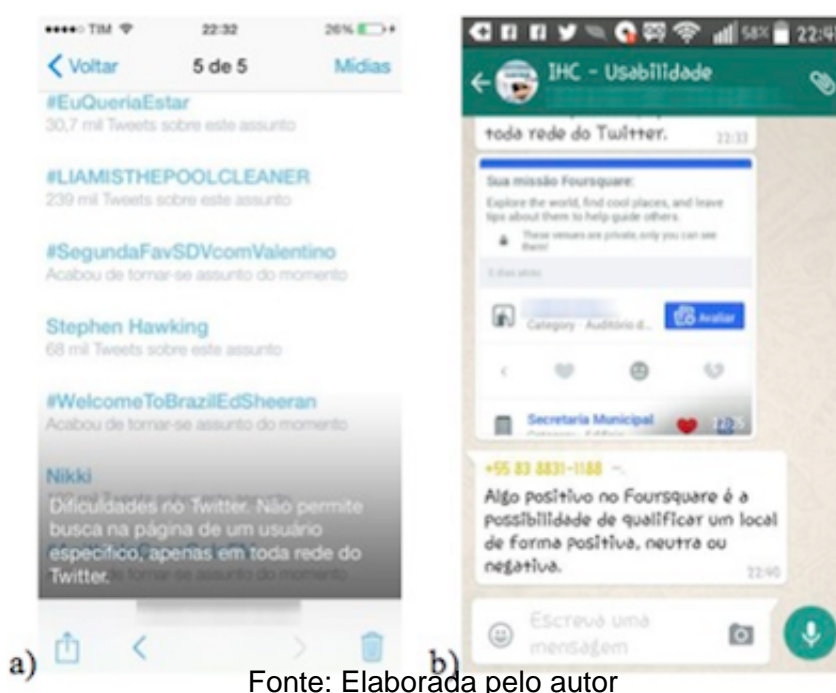 TIM 22:32 26%
Voltar 5 de 5 Mídias
#EuQueriaEstar
30,7 mil Tweets sobre este assunto
#LIAMISTHEPOOLCLEANER
239 mil Tweets sobre este assunto
#SegundaFavSDVcomValentino
Acabou de tornar-se assunto do momento
Stephen Hawking
68 mil Tweets sobre este assunto
#WelcomeToBrazilEdSheeran
Acabou de tornar-se assunto do momento
Nikki
Dificuldades no Twitter. Não permite
busca na página de um usuário
específico, apenas em toda rede do
Twitter.
a)
58% 22:4
IHC - Usabilidade
toda rede do Twitter. 22:33
Sua missão Foursquare:
Explore the world, find cool places, and leave
tips about them to help guide others.
These venues are private, only you can see
them!
dias atrás
Category - Auditório d... Avaliar
Secretaria Municipal
+55 83 8831-1188
Algo positivo no Foursquare é a
possibilidade de qualificar um local
de forma positiva, neutra ou
negativa. 22:40
Escreva uma
mensagem
b)
Fonte: Elaborada pelo autor